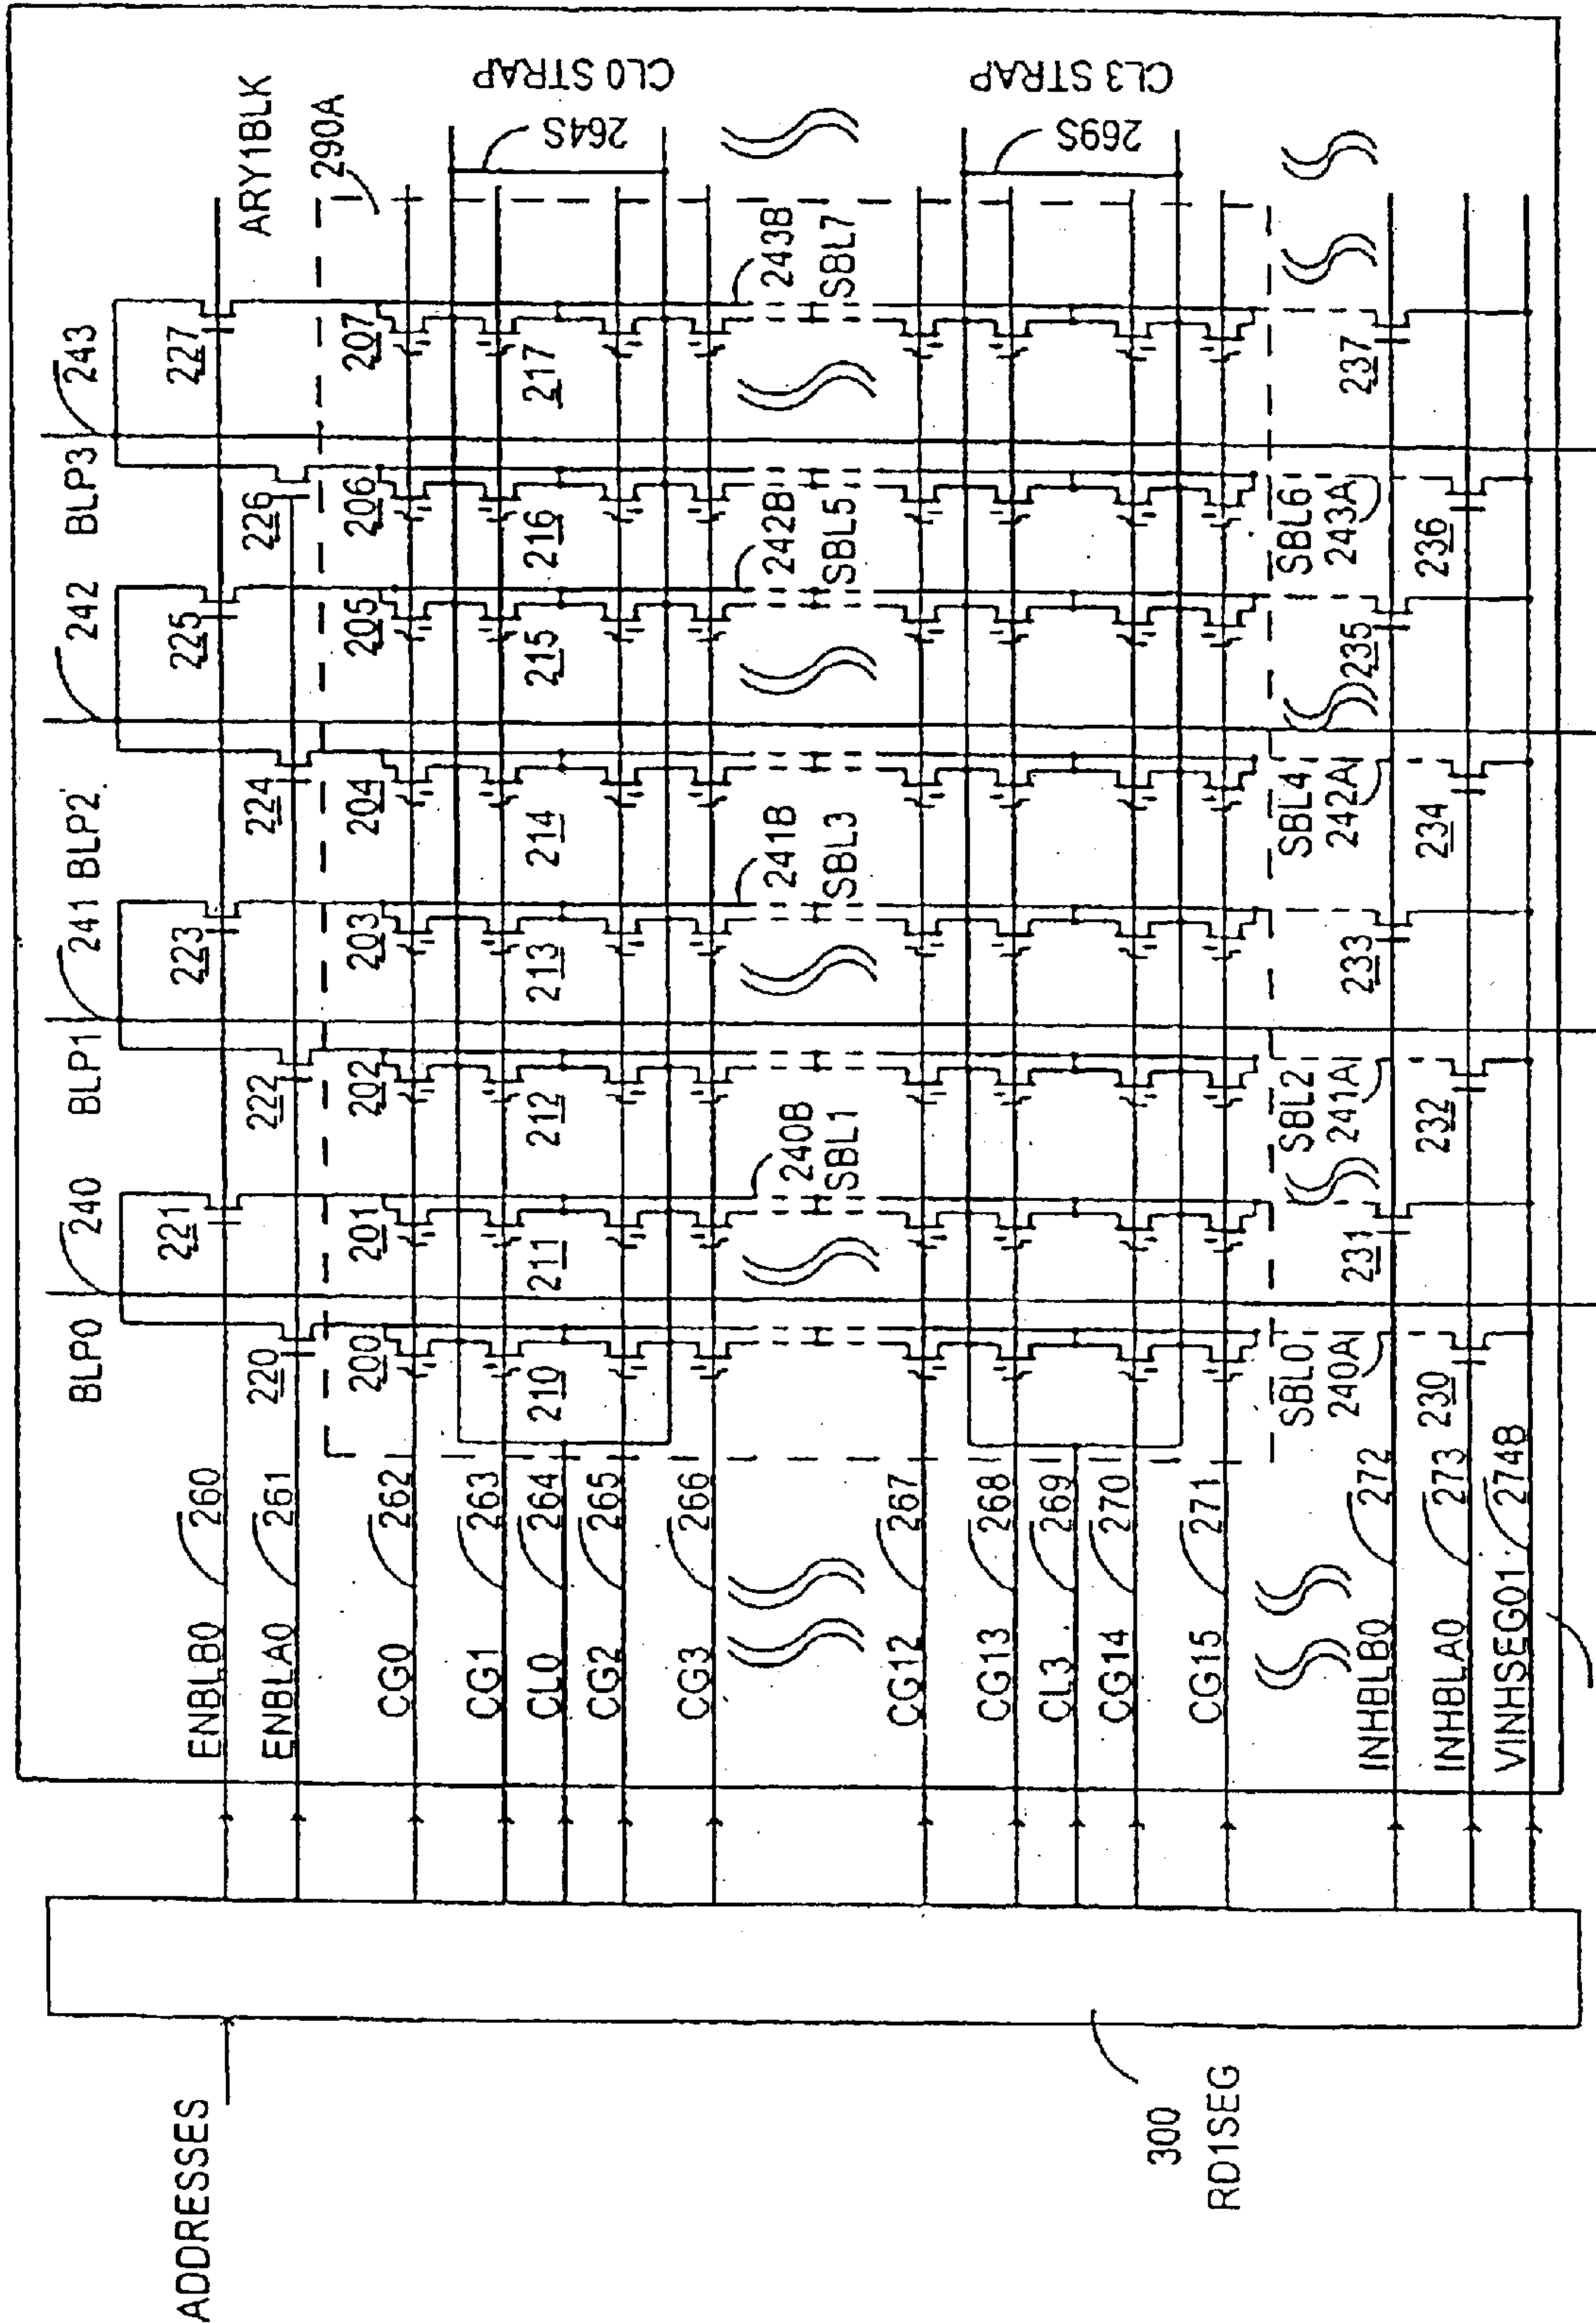 BLP0 240 BLP1 241 BLP2 242 BLP3 243
221 223 225 227
ENBLB0 260
ARY1BLK
220 222 224 226
ENBLA0 261
290A
200 201 202 203 204 205 206 207
CG0 262
CG1 263
210 211 212 213 214 215 216 217
CL0 264
264S
CL0 STRAP
CG2 265
CG3 266
240B 241B 242B 243B
SBL1 SBL3 SBL5 SBL7
CG12 267
CG13 268
CL3 269
269S
CL3 STRAP
CG14 270
CG15 271
SBL0 SBL2 SBL4 SBL6
240A 241A 242A 243A
231 233 235 237
INHBLB0 272
230 232 234 236
INHBLA0 273
VINHSEG01 274B
ADDRESSES
300
RD1SEG